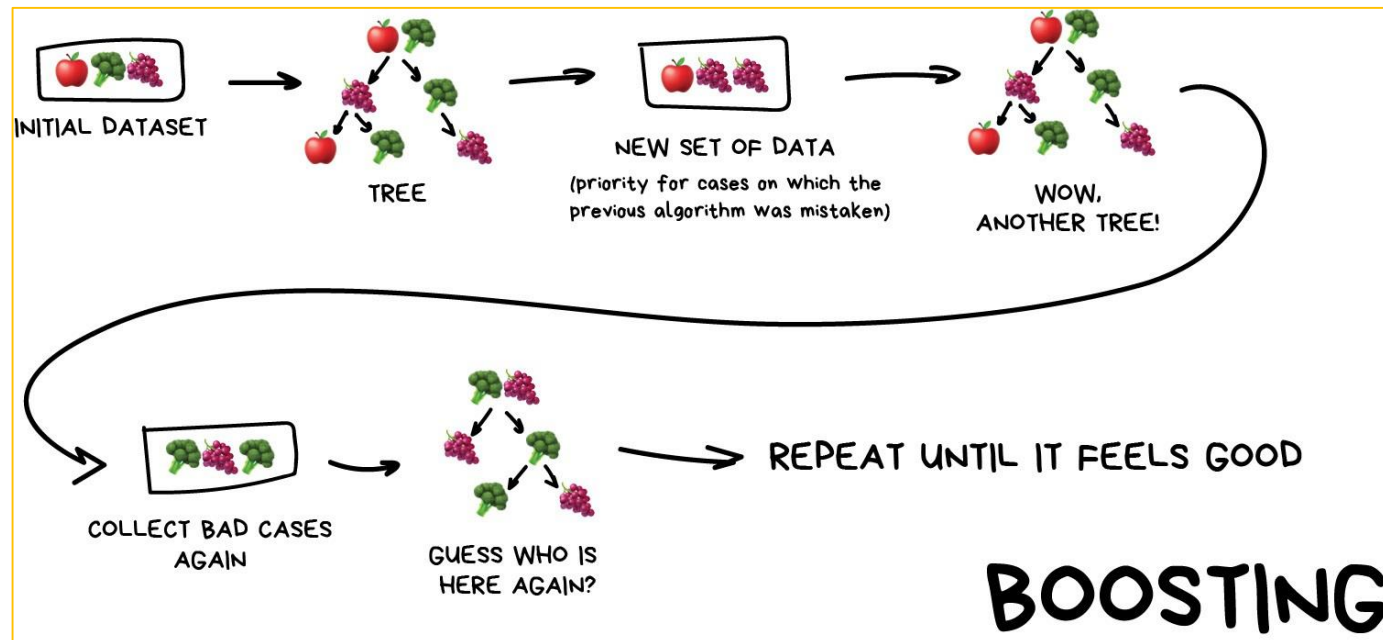 INITIAL DATASET
TREE
NEW SET OF DATA
(priority for cases on which the
previous algorithm was mistaken)
WOW,
ANOTHER TREE!
COLLECT BAD CASES
AGAIN
GUESS WHO IS
HERE AGAIN?
REPEAT UNTIL IT FEELS GOOD
BOOSTING